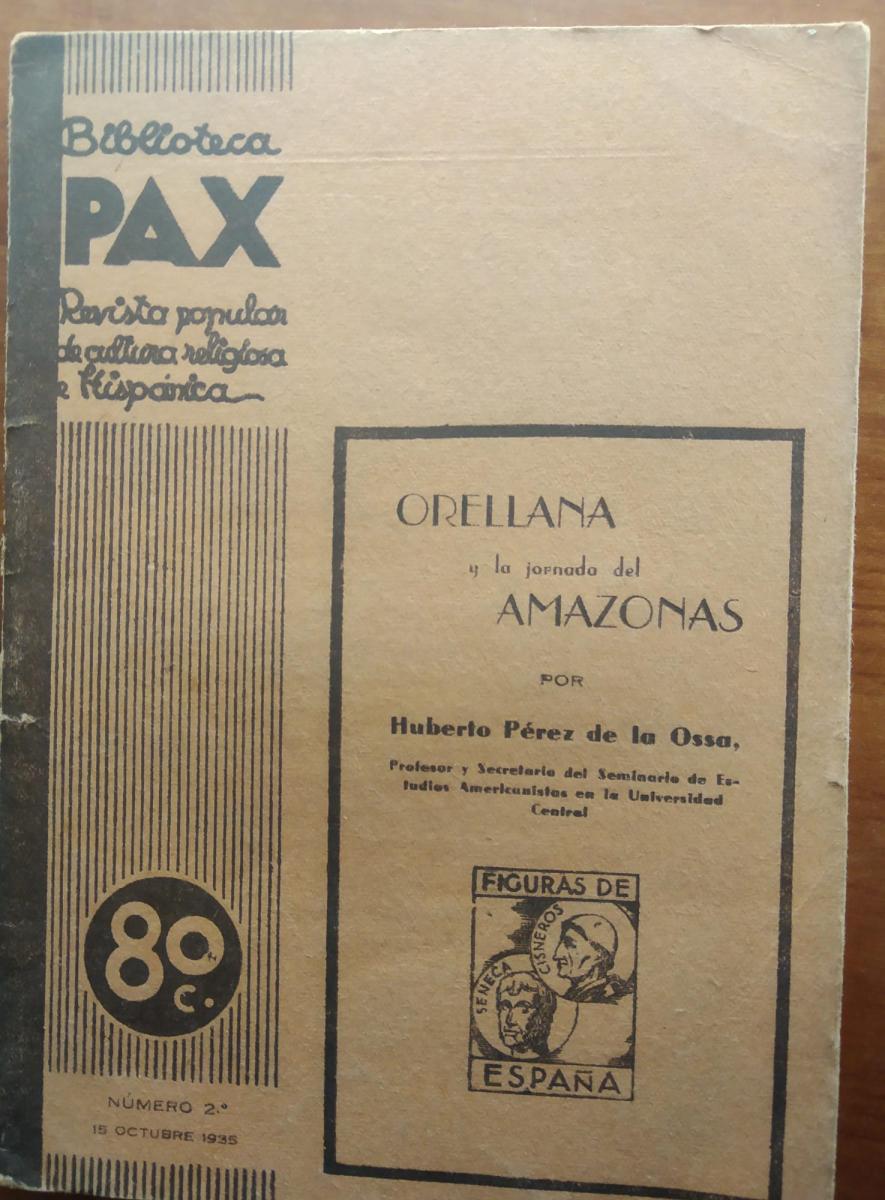 Biblioteca
PAX
Revista popular
de cultura religiosa
e Hispánica
ORELLANA
y la jornada del
AMAZONAS
POR
Huberto Pérez de la Ossa,
Profesor y Secretario del Seminario de Es-
tudios Americanistas en la Universidad
Central
FIGURAS DE
CISNEROS
SENECA
ESPAÑA
80
C.
NÚMERO 2.º
15 OCTUBRE 1935